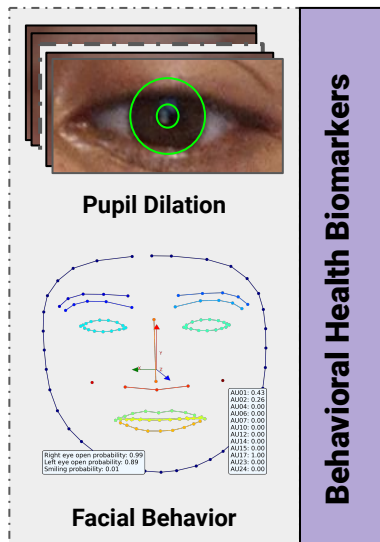 Pupil Dilation
Y
X
Z
AU01: 0.43
AU02: 0.26
AU04: 0.00
AU06: 0.00
AU07: 0.00
AU10: 0.00
AU12: 0.00
AU14: 0.00
AU15: 0.00
AU17: 1.00
AU23: 0.00
AU24: 0.00
Right eye open probability: 0.99
Left eye open probability: 0.89
Smiling probability: 0.01
Facial Behavior
Behavioral Health Biomarkers